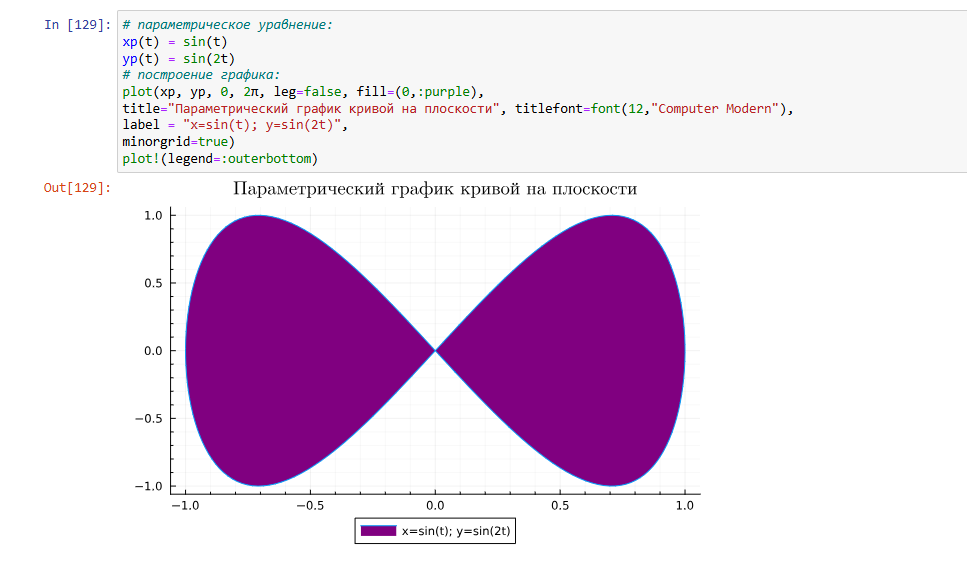 In [129]:
# параметрическое уравнение:
xp(t) = sin(t)
yp(t) = sin(2t)
# построение графика:
plot(xp, yp, 0, 2π, leg=false, fill=(0,:purple),
title="Параметрический график кривой на плоскости", titlefont=font(12,"Computer Modern"),
label = "x=sin(t); y=sin(2t)",
minorgrid=true)
plot!(legend=:outerbottom)
Out[129]:
Параметрический график кривой на плоскости
1.0
0.5
0.0
−0.5
−1.0
−1.0 −0.5 0.0 0.5 1.0
x=sin(t); y=sin(2t)